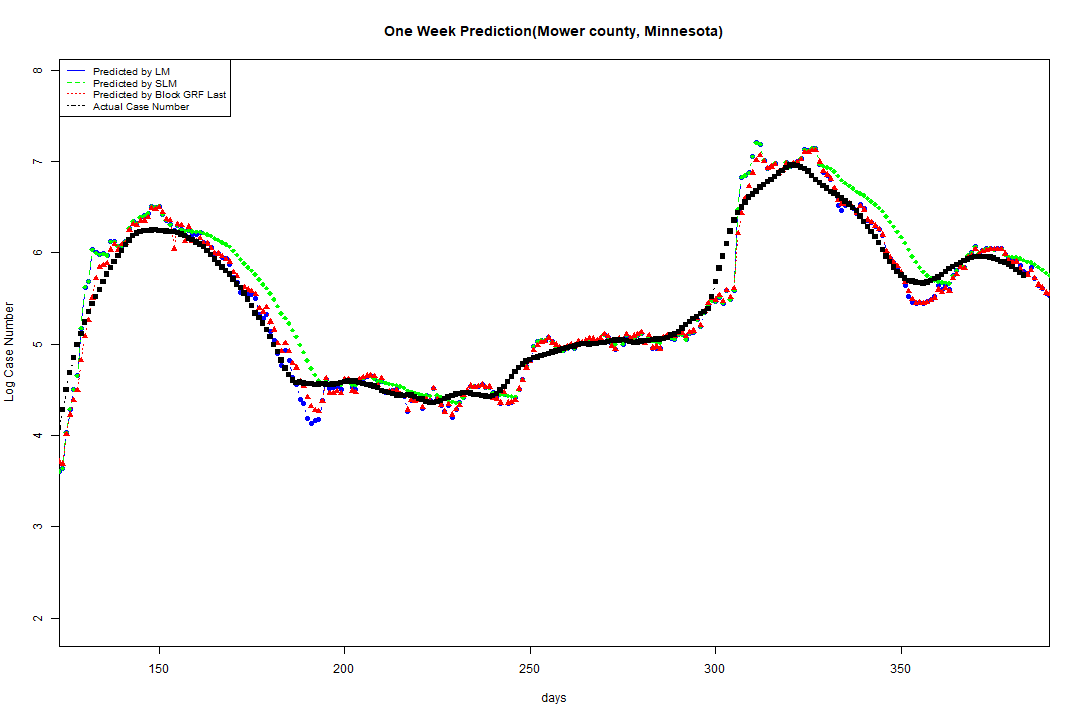 One Week Prediction(Mower county, Minnesota)
Predicted by LM
Predicted by SLM
Predicted by Block GRF Last
Actual Case Number
8
7
6
5
4
3
2
Log Case Number
150
200
250
300
350
days